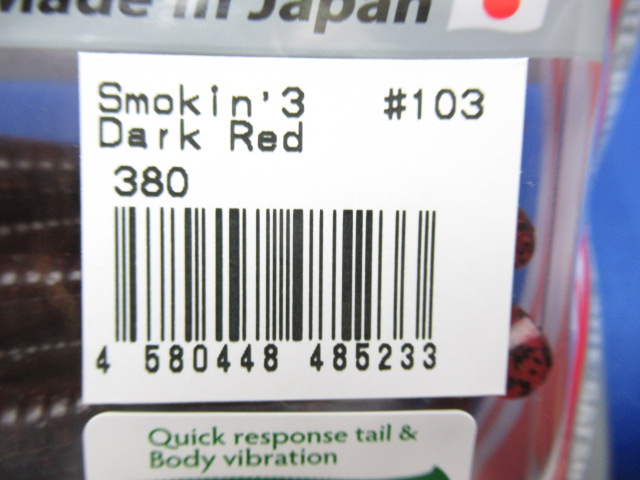 Made in Japan
Smokin'3 #103
Dark Red
380
4 580448 485233
Quick response tail &
Body vibration